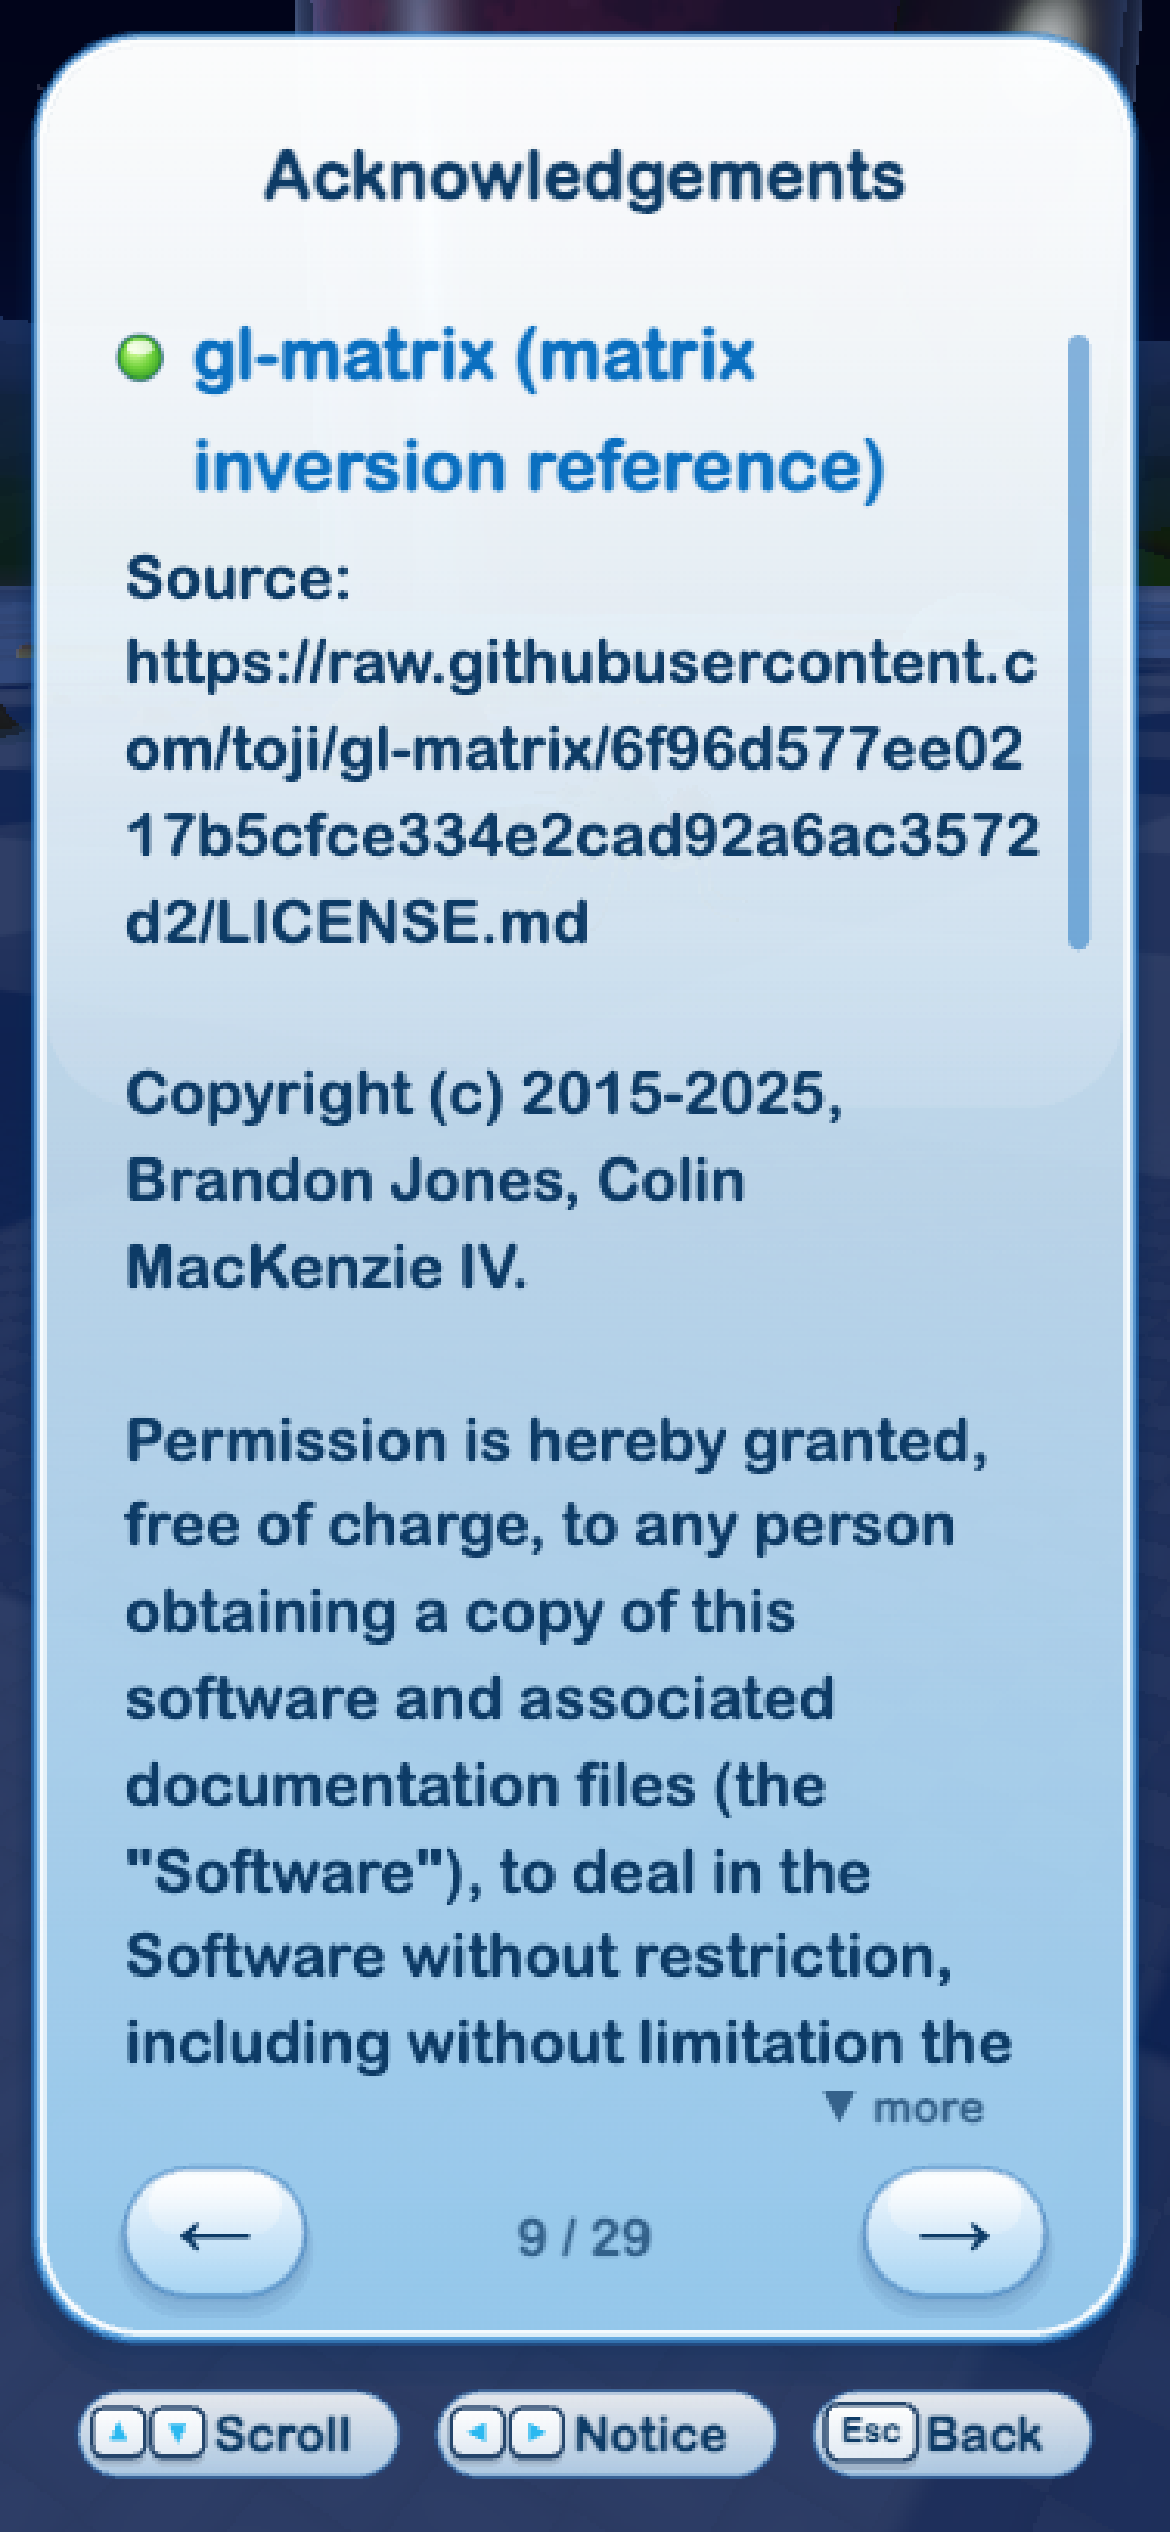 Acknowledgements
gl-matrix (matrix
inversion reference)
Source:
https://raw.githubusercontent.c
om/toji/gl-matrix/6f96d577ee02
17b5cfce334e2cad92a6ac3572
d2/LICENSE.md
Copyright (c) 2015-2025,
Brandon Jones, Colin
MacKenzie IV.
Permission is hereby granted,
free of charge, to any person
obtaining a copy of this
software and associated
documentation files (the
"Software"), to deal in the
Software without restriction,
including without limitation the
▼ more
← 9 / 29 →
▲ ▼ Scroll ◀ ▶ Notice Esc Back